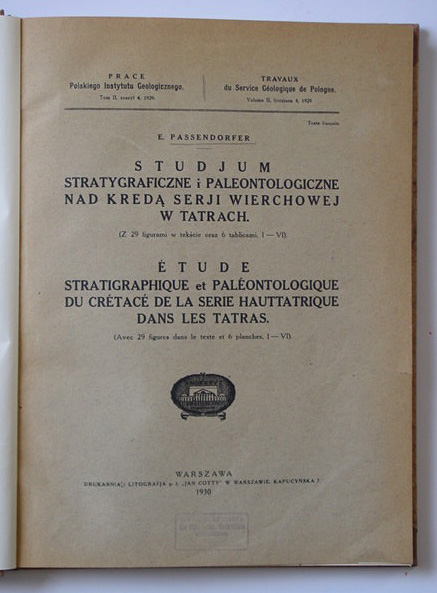 PRACE
Polskiego Instytutu Geologicznego.
Tom II, zeszyt 4, 1929.
TRAVAUX
du Service Géologique de Pologne.
Volume II, livraison 4, 1929
Texte français
E. PASSENDORFER
STUDJUM
STRATYGRAFICZNE i PALEONTOLOGICZNE
NAD KREDĄ SERJI WIERCHOWEJ
W TATRACH.
(Z 29 figurami w tekście oraz 6 tablicami, I—VI).
ÈTUDE
STRATIGRAPHIQUE et PALÉONTOLOGIQUE
DU CRÉTACÉ DE LA SERIE HAUTTATRIQUE
DANS LES TATRAS.
(Avec 29 figures dans le texte et 6 planches, I—VI).
WARSZAWA
DRUKARNIA i LITOGRAFJA p. f. „JAN COTTY" W WARSZAWIE, KAPUCYŃSKA 7
1930